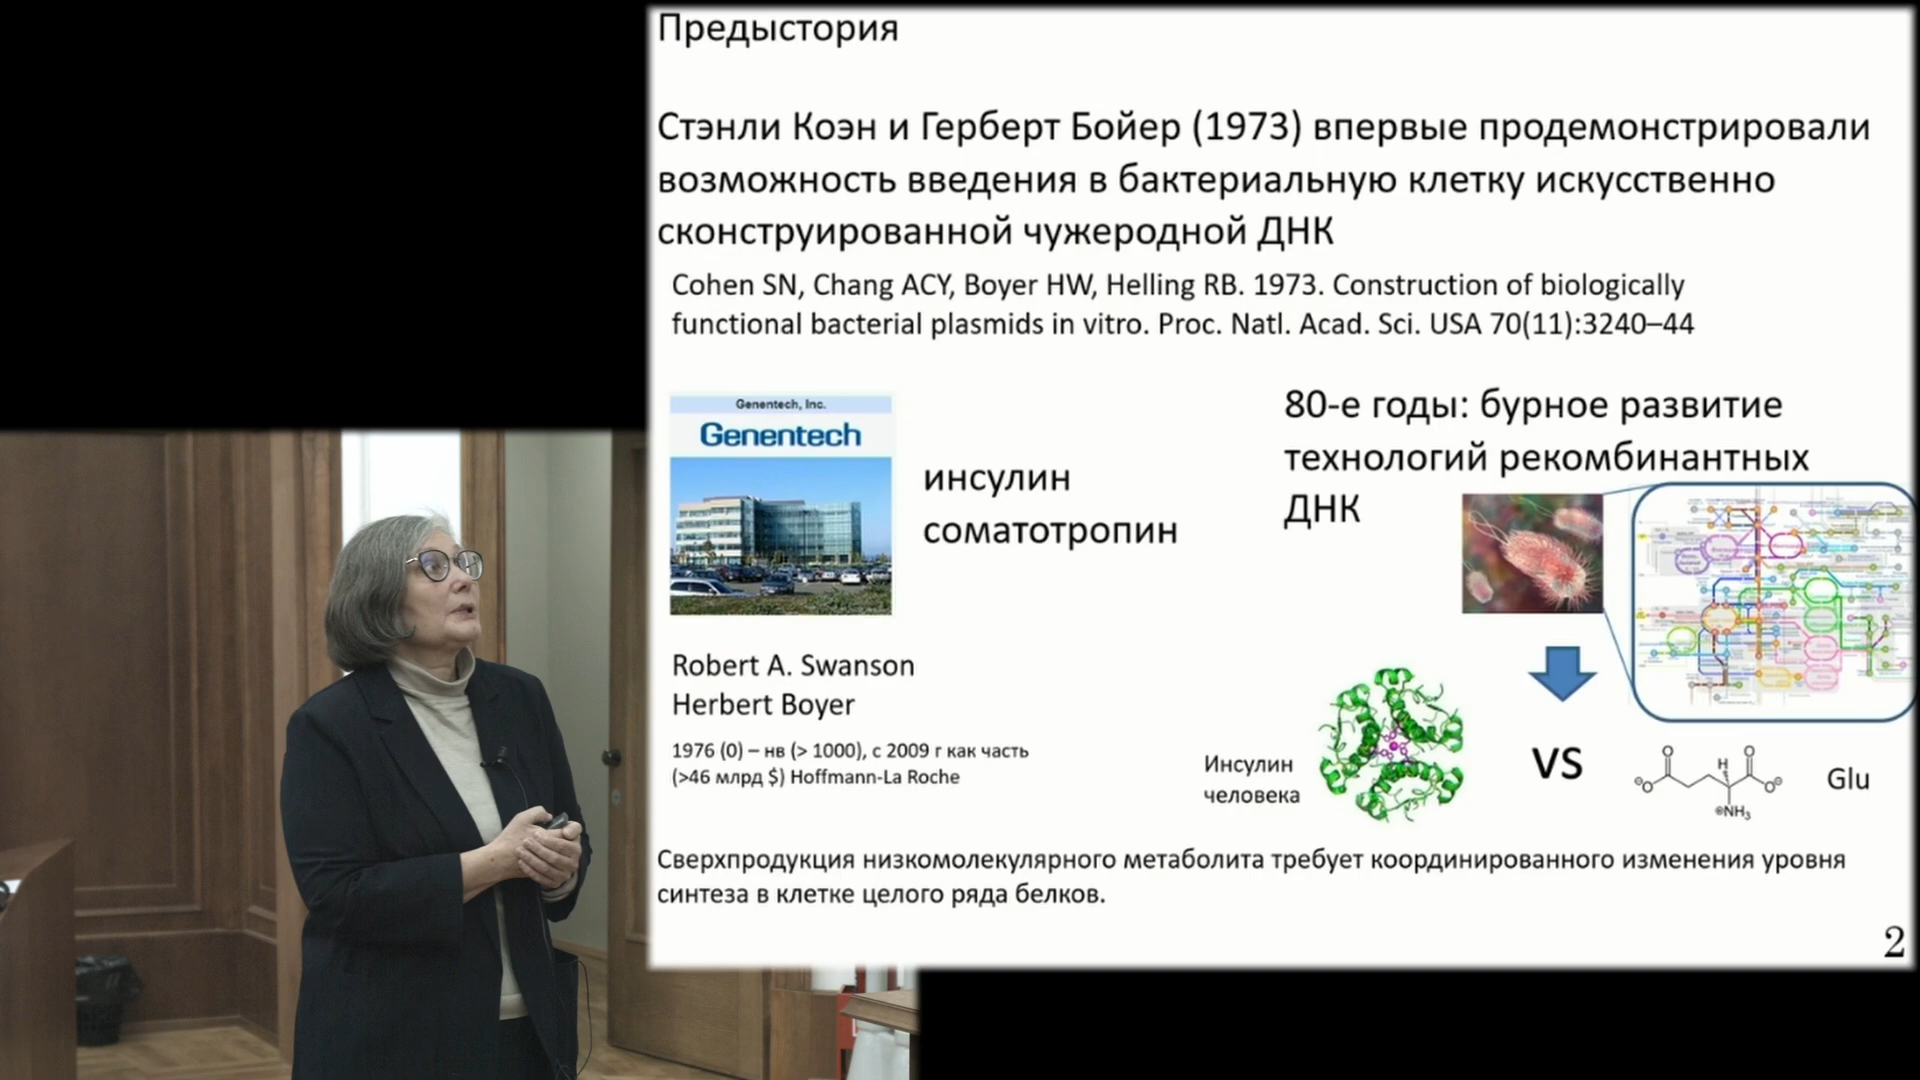 Предыстория
Стэнли Коэн и Герберт Бойер (1973) впервые продемонстрировали
возможность введения в бактериальную клетку искусственно
сконструированной чужеродной ДНК
Cohen SN, Chang ACY, Boyer HW, Helling RB. 1973. Construction of biologically
functional bacterial plasmids in vitro. Proc. Natl. Acad. Sci. USA 70(11):3240–44
Genentech, Inc.
Genentech
инсулин
соматотропин
80-е годы: бурное развитие
технологий рекомбинантных
ДНК
Robert A. Swanson
Herbert Boyer
1976 (0) – нв (> 1000), с 2009 г как часть
(>46 млрд $) Hoffmann-La Roche
Инсулин
человека
VS
O
O
H
⊖O
O⊖
⊕NH3
Glu
Сверхпродукция низкомолекулярного метаболита требует координированного изменения уровня
синтеза в клетке целого ряда белков.
2